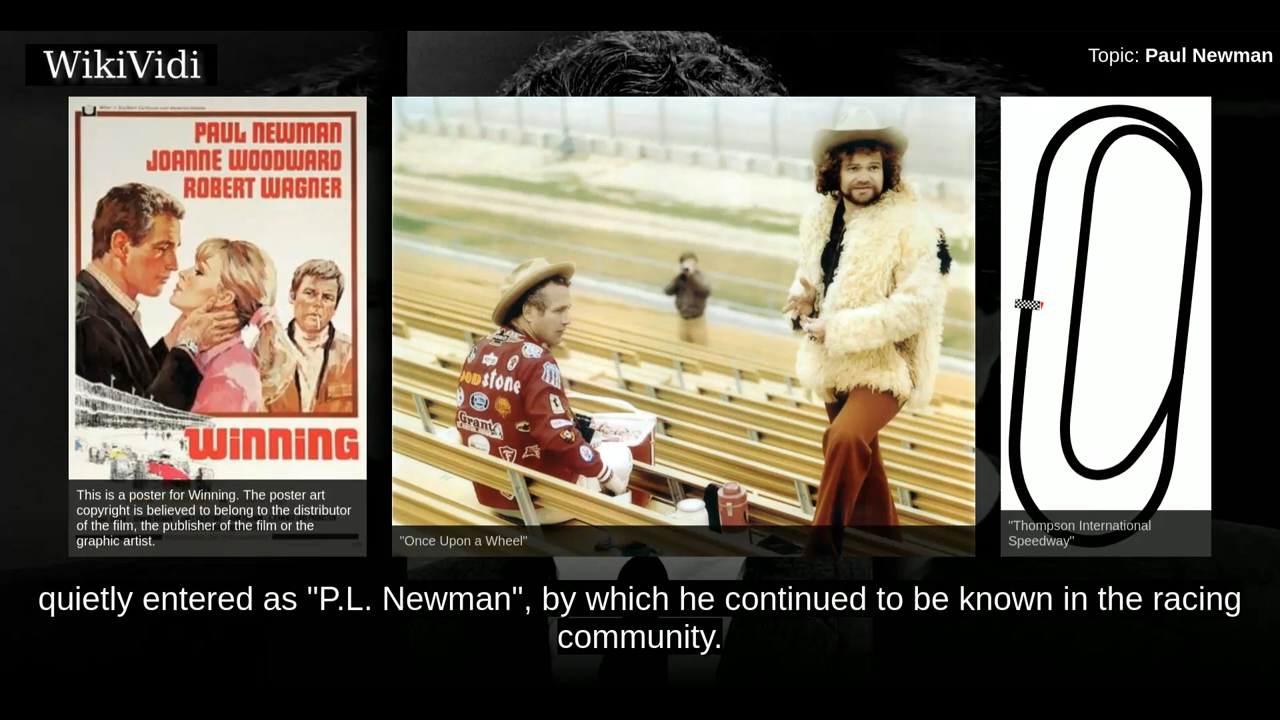 WikiVidi
Topic: Paul Newman
PAUL NEWMAN
JOANNE WOODWARD
ROBERT WAGNER
WINNING
This is a poster for Winning. The poster art
copyright is believed to belong to the distributor
of the film, the publisher of the film or the
graphic artist.
stone
Grant
"Once Upon a Wheel"
"Thompson International
Speedway"
quietly entered as "P.L. Newman", by which he continued to be known in the racing
community.